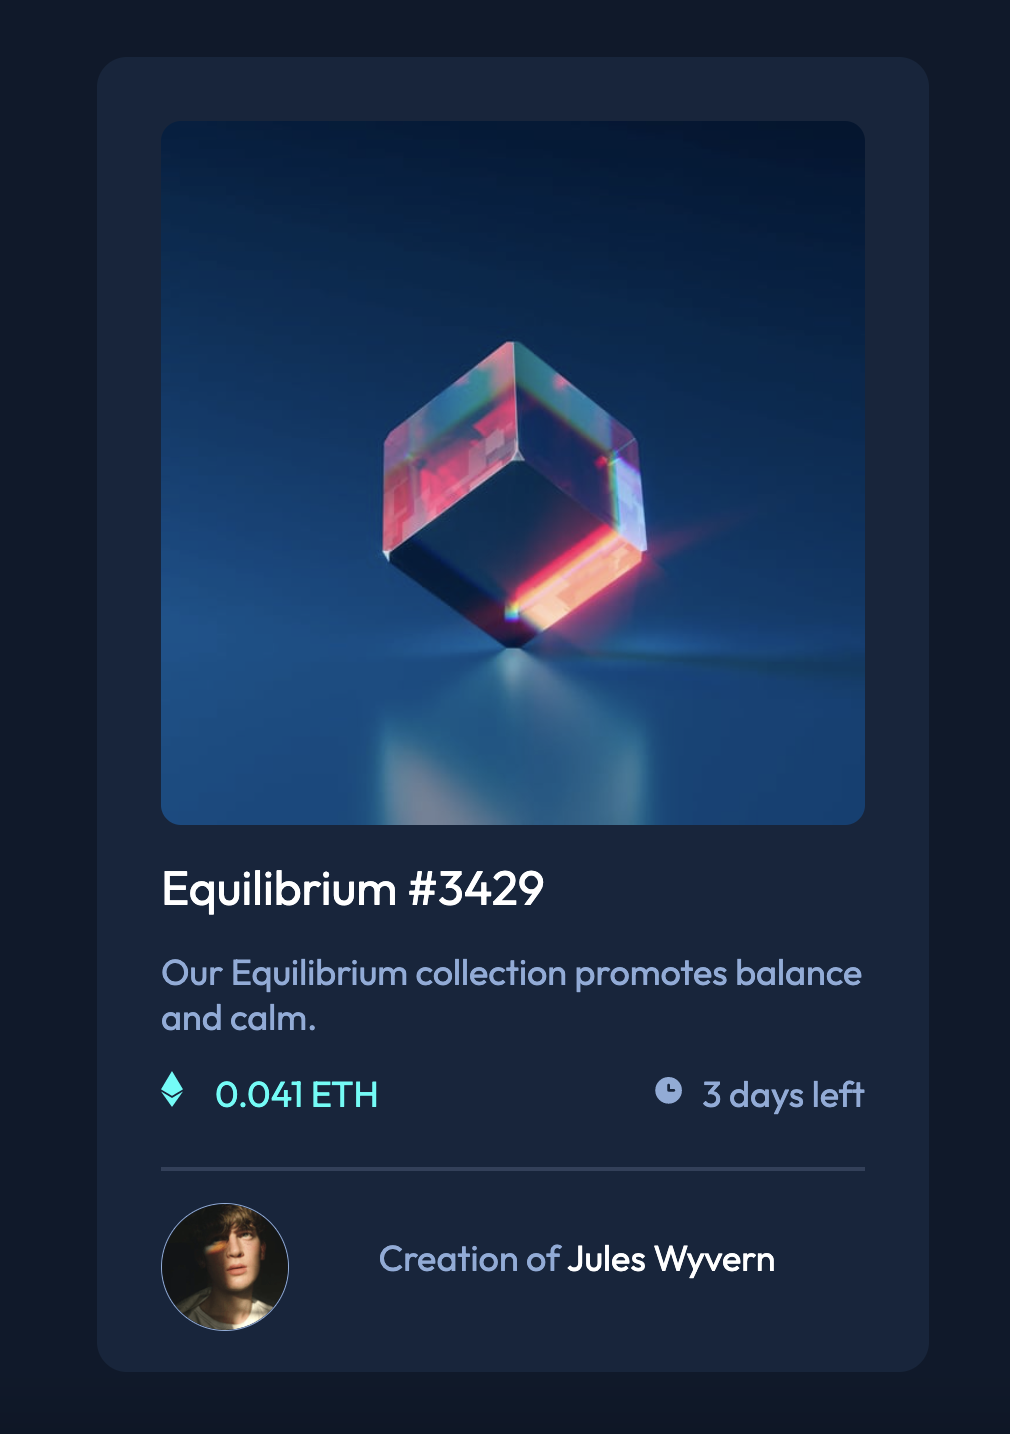 Equilibrium #3429
Our Equilibrium collection promotes balance
and calm.
0.041 ETH
3 days left
Creation of Jules Wyvern